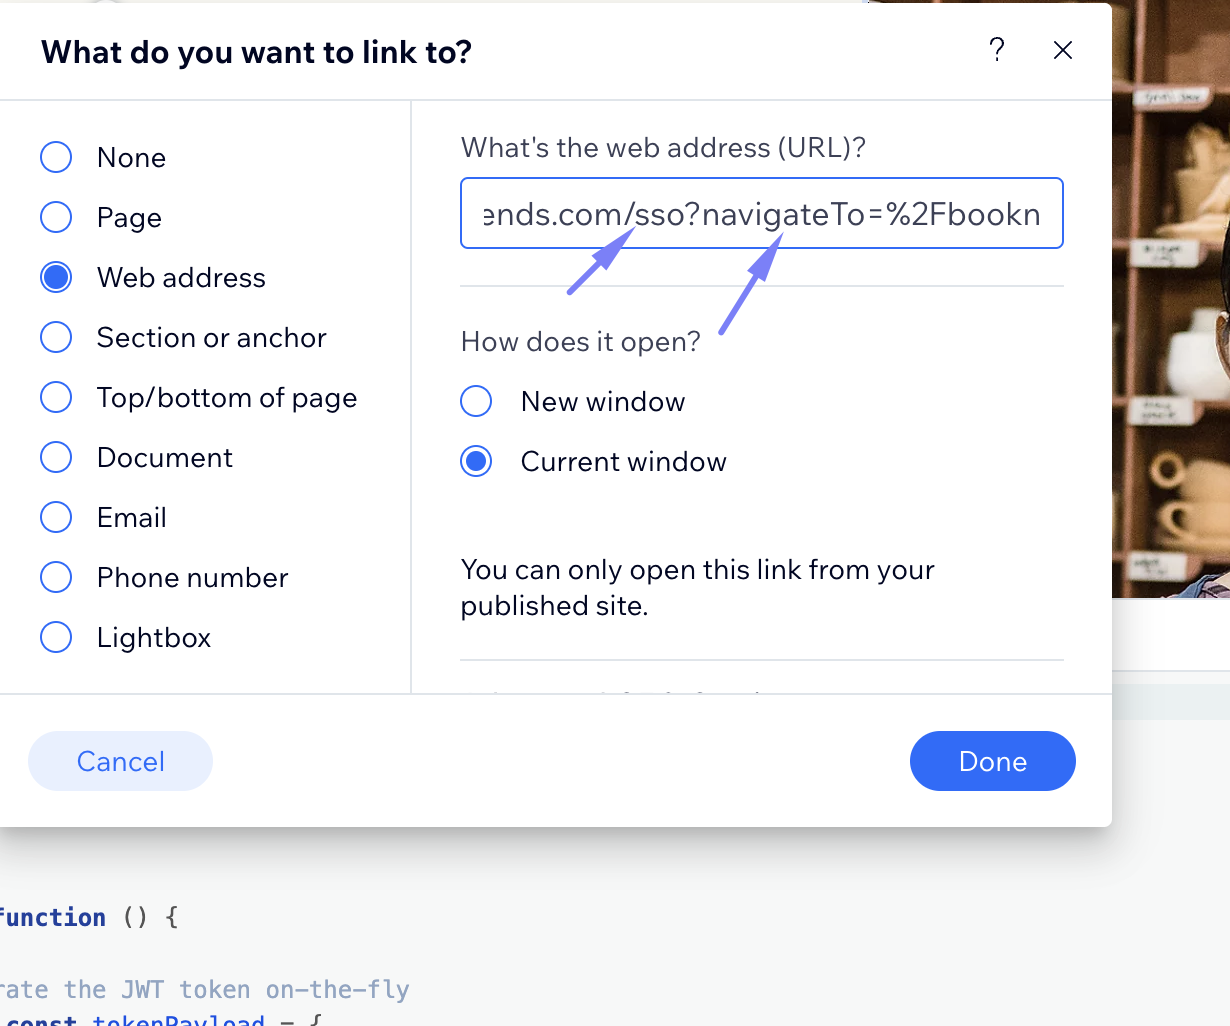 What do you want to link to?
?
None
Page
Web address
Section or anchor
Top/bottom of page
Document
Email
Phone number
Lightbox
What's the web address (URL)?
ends.com/sso?navigateTo=%2Fbookn
How does it open?
New window
Current window
You can only open this link from your
published site.
Cancel
Done
function () {
rate the JWT token on-the-fly
const tokenPayload = {